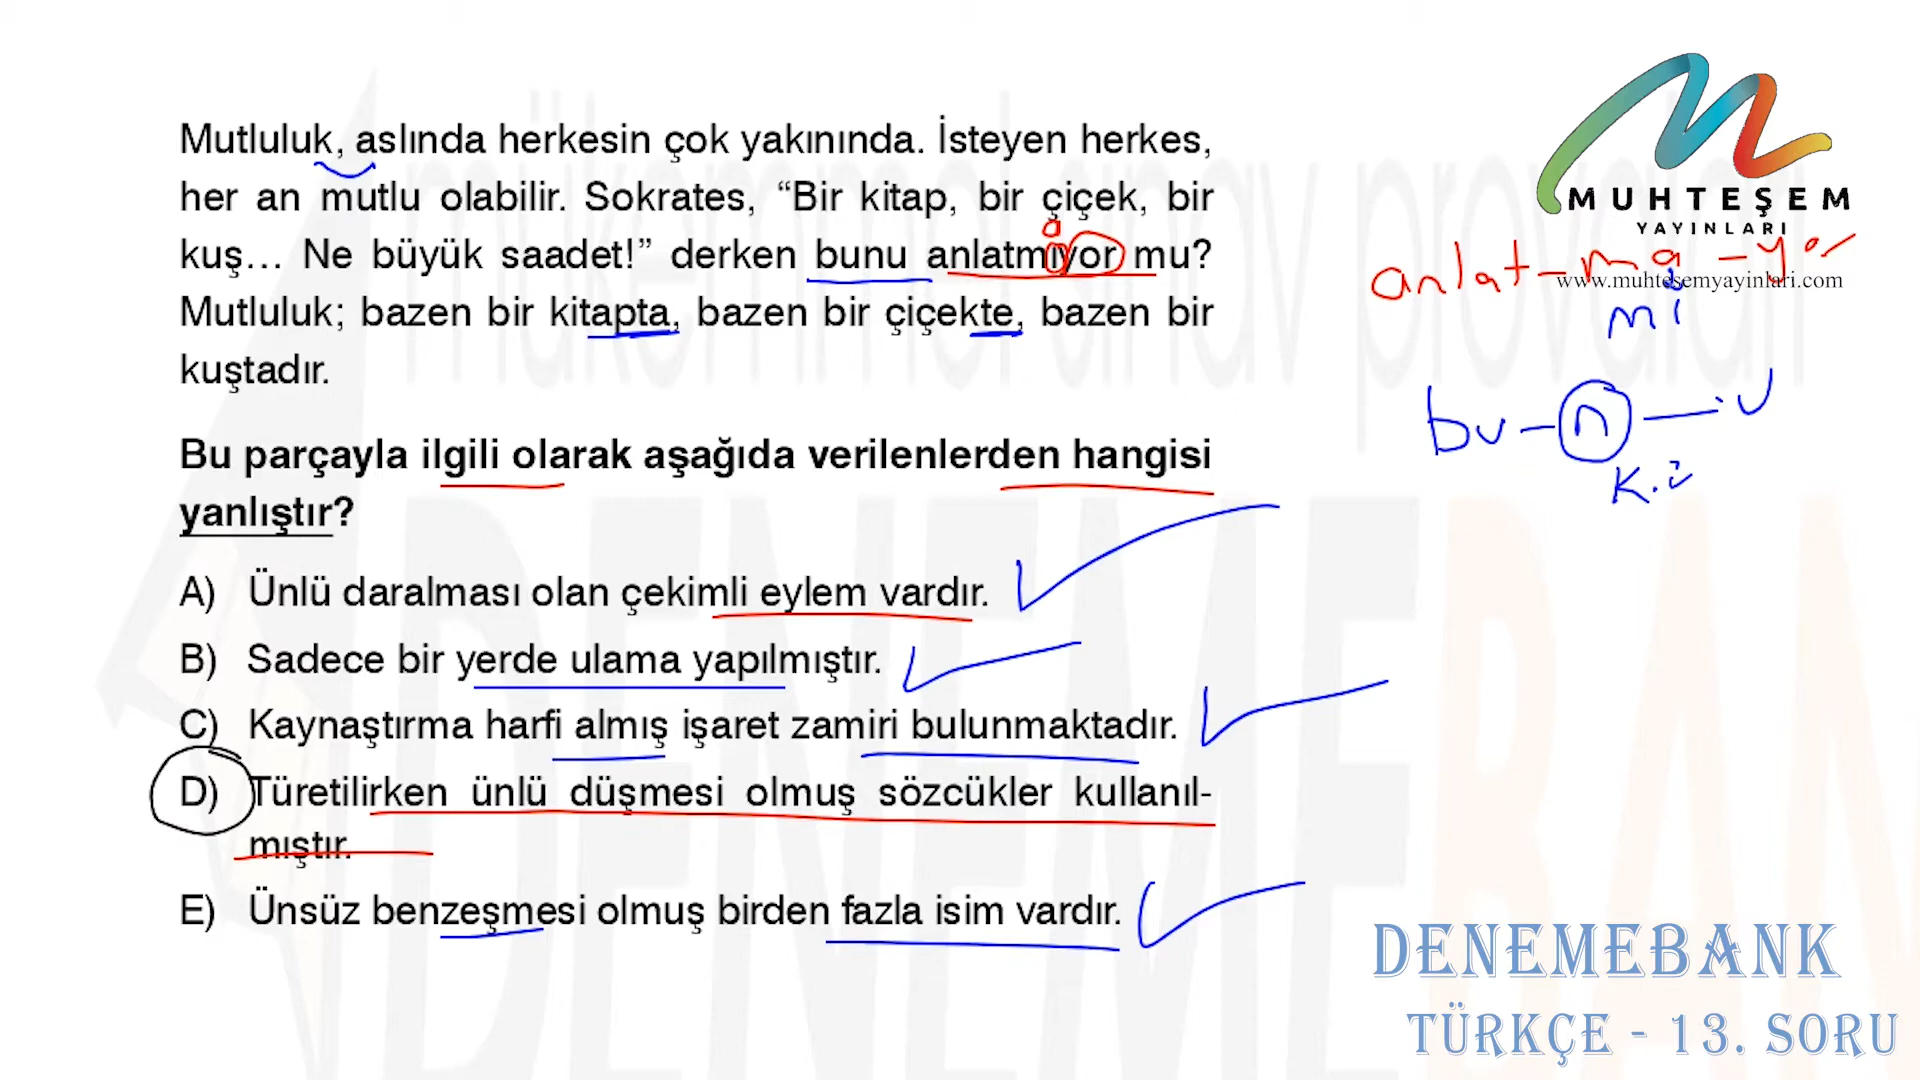 Mutluluk, aslında herkesin çok yakınında. İsteyen herkes,
her an mutlu olabilir. Sokrates, “Bir kitap, bir çiçek, bir
kuş… Ne büyük saadet!” derken bunu anlatmıyor mu?
Mutluluk; bazen bir kitapta, bazen bir çiçekte, bazen bir
kuştadır.
Bu parçayla ilgili olarak aşağıda verilenlerden hangisi
yanlıştır?
A) Ünlü daralması olan çekimli eylem vardır.
B) Sadece bir yerde ulama yapılmıştır.
C) Kaynaştırma harfi almış işaret zamiri bulunmaktadır.
D) Türetilirken ünlü düşmesi olmuş sözcükler kullanıl-
mıştır.
E) Ünsüz benzeşmesi olmuş birden fazla isim vardır.
MUHTEŞEM
YAYINLARI
www.muhtesemyayinlari.com
a
anlat-ma-yor
mi
bu-n-u
K.
mükemmel sınav provaları
DENEMEBAN
DENEMEBANK
TÜRKÇE - 13. SORU